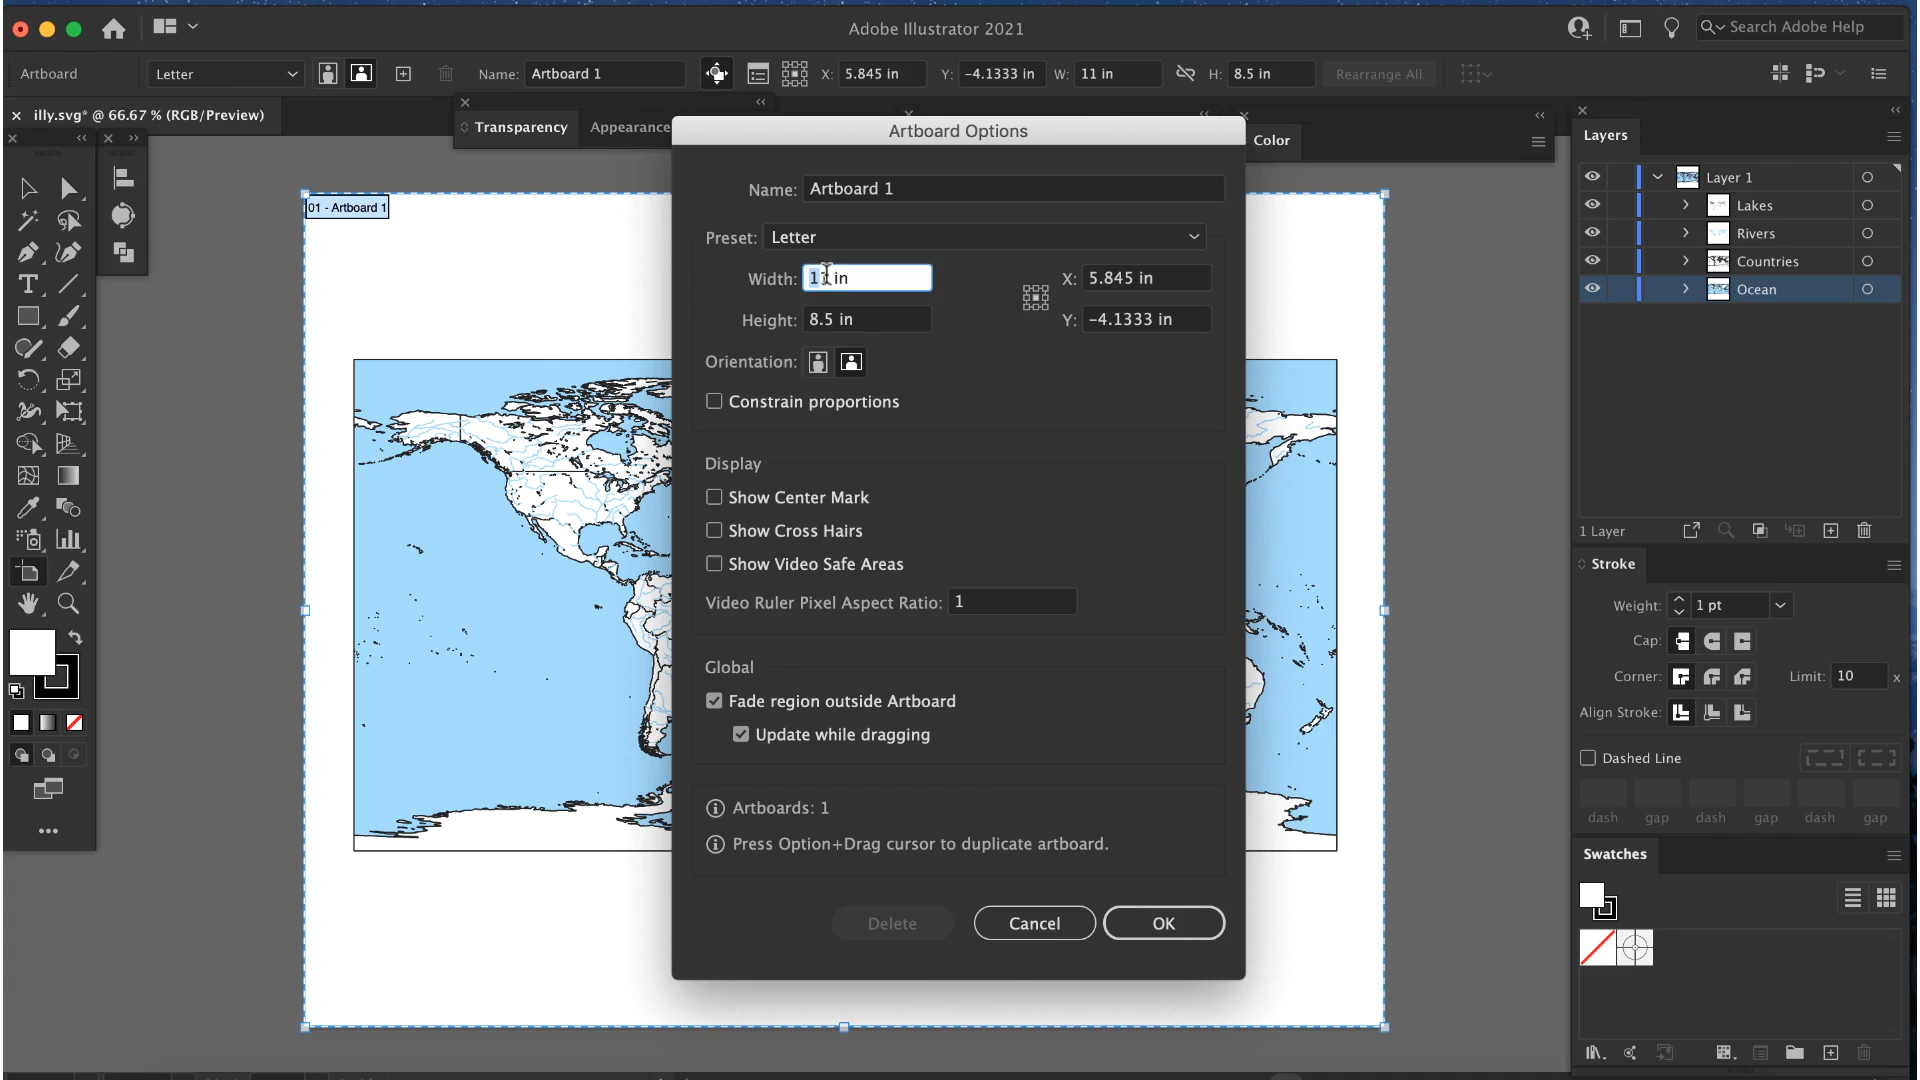 Adobe Illustrator 2021
Search Adobe Help
Artboard
Letter
Name: Artboard 1
X: 5.845 in
Y: -4.1333 in
W: 11 in
H: 8.5 in
Rearrange All
illy.svg* @ 66.67 % (RGB/Preview)
Transparency
Appearance
Color
Layers
Artboard Options
01 - Artboard 1
Name: Artboard 1
Preset: Letter
Width: 11 in
X: 5.845 in
Height: 8.5 in
Y: -4.1333 in
Orientation:
Constrain proportions
Display
Show Center Mark
Show Cross Hairs
Show Video Safe Areas
Video Ruler Pixel Aspect Ratio: 1
Global
Fade region outside Artboard
Update while dragging
Artboards: 1
Press Option+Drag cursor to duplicate artboard.
Delete
Cancel
OK
Layer 1
Lakes
Rivers
Countries
Ocean
1 Layer
Stroke
Weight: 1 pt
Cap:
Corner:
Limit: 10 x
Align Stroke:
Dashed Line
dash gap dash gap dash gap
Swatches